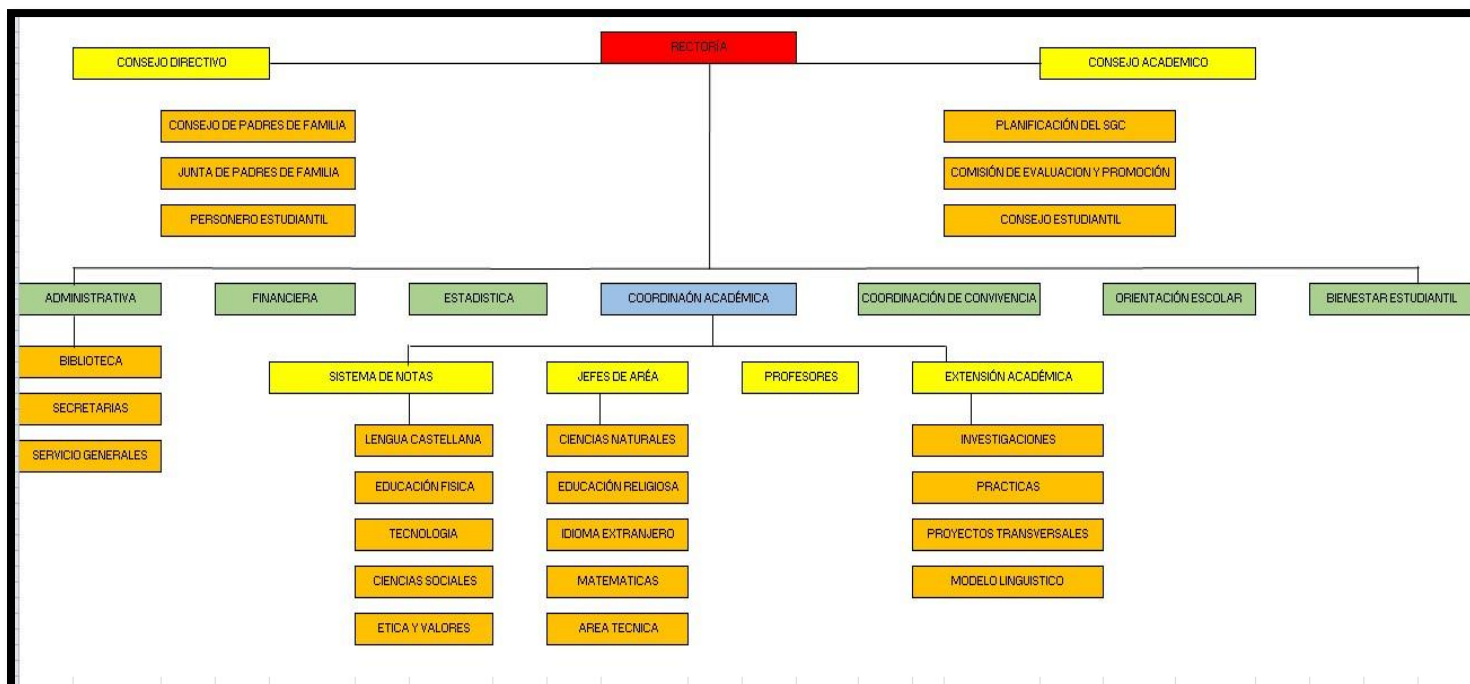 RECTORÍA
CONSEJO DIRECTIVO
CONSEJO ACADEMICO
CONSEJO DE PADRES DE FAMILIA
PLANIFICACIÓN DEL SGC
JUNTA DE PADRES DE FAMILIA
COMISIÓN DE EVALUACION Y PROMOCIÓN
PERSONERO ESTUDIANTIL
CONSEJO ESTUDIANTIL
ADMINISTRATIVA
FINANCIERA
ESTADISTICA
COORDINAÓN ACADÉMICA
COORDINACIÓN DE CONVIVENCIA
ORIENTACIÓN ESCOLAR
BIENESTAR ESTUDIANTIL
BIBLIOTECA
SECRETARIAS
SERVICIO GENERALES
SISTEMA DE NOTAS
JEFES DE ARÉA
PROFESORES
EXTENSIÓN ACADÉMICA
LENGUA CASTELLANA
CIENCIAS NATURALES
INVESTIGACIONES
EDUCACIÓN FISICA
EDUCACIÓN RELIGIOSA
PRACTICAS
TECNOLOGIA
IDIOMA EXTRANJERO
PROYECTOS TRANSVERSALES
CIENCIAS SOCIALES
MATEMATICAS
MODELO LINGUISTICO
ETICA Y VALORES
AREA TECNICA